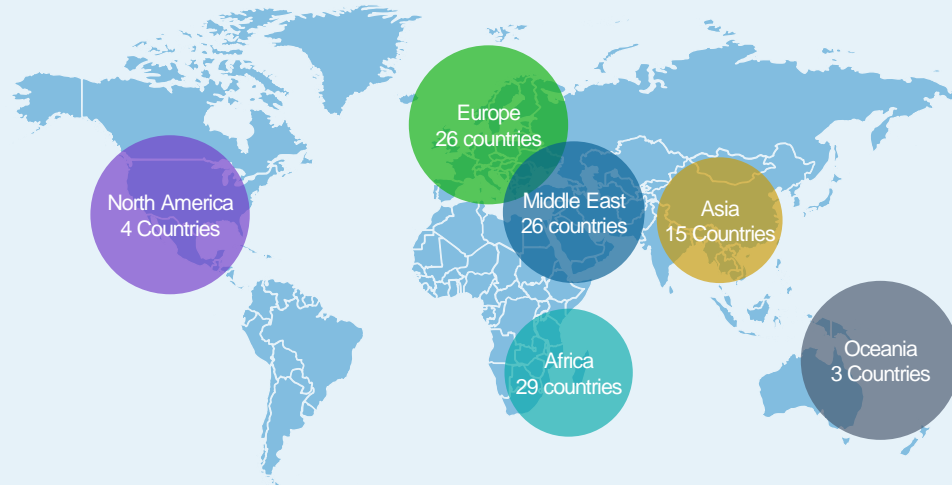 Europe
26 countries
North America
4 Countries
Middle East
26 countries
Asia
15 Countries
Africa
29 countries
Oceania
3 Countries